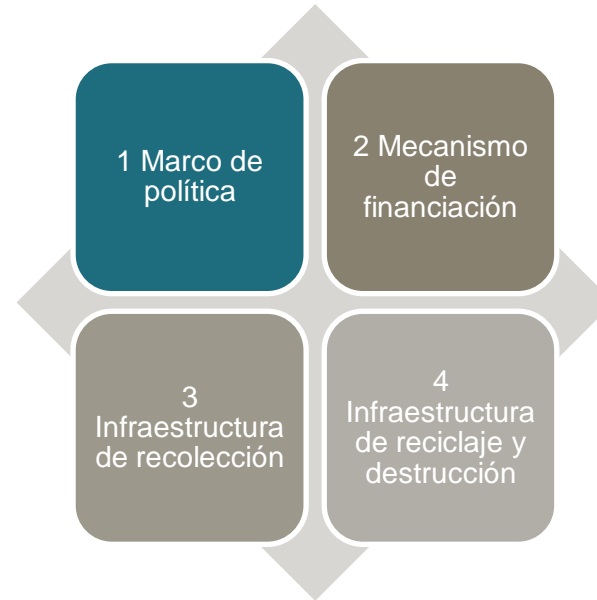 1 Marco de
política
2 Mecanismo
de
financiación
3
Infraestructura
de recolección
4
Infraestructura
de reciclaje y
destrucción